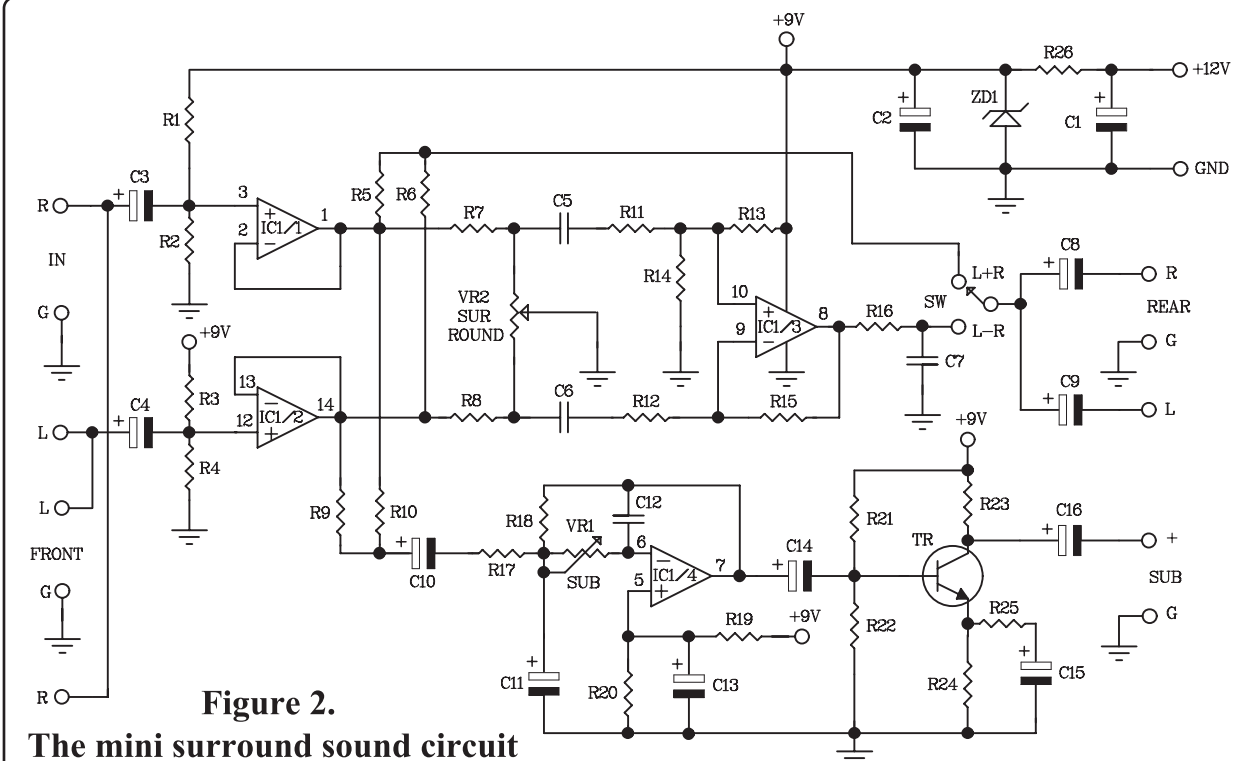 +9V
R26
+12V
R1
C2
+
ZD1
+
C1
C3
+
R
R5
R6
GND
3
+
IC1/1
1
2
−
R2
R7
C5
R11
R13
IN
R14
L+R
C8
+
R
G
VR2
SUR
ROUND
10
+
IC1/3
8
9
−
R16
SW
REAR
+9V
L−R
G
R3
13
−
IC1/2
14
12
+
C7
C4
+
L
R8
C6
R12
R15
C9
+
L
R4
+9V
L
R9
R10
R18
C12
R21
R23
C16
+
+
FRONT
VR1
SUB
6
−
IC1/4
7
5
+
C14
+
TR
+
C10
R17
SUB
G
R19
+9V
R22
R25
G
C11
+
R20
C13
+
R24
C15
+
R
Figure 2.
The mini surround sound circuit